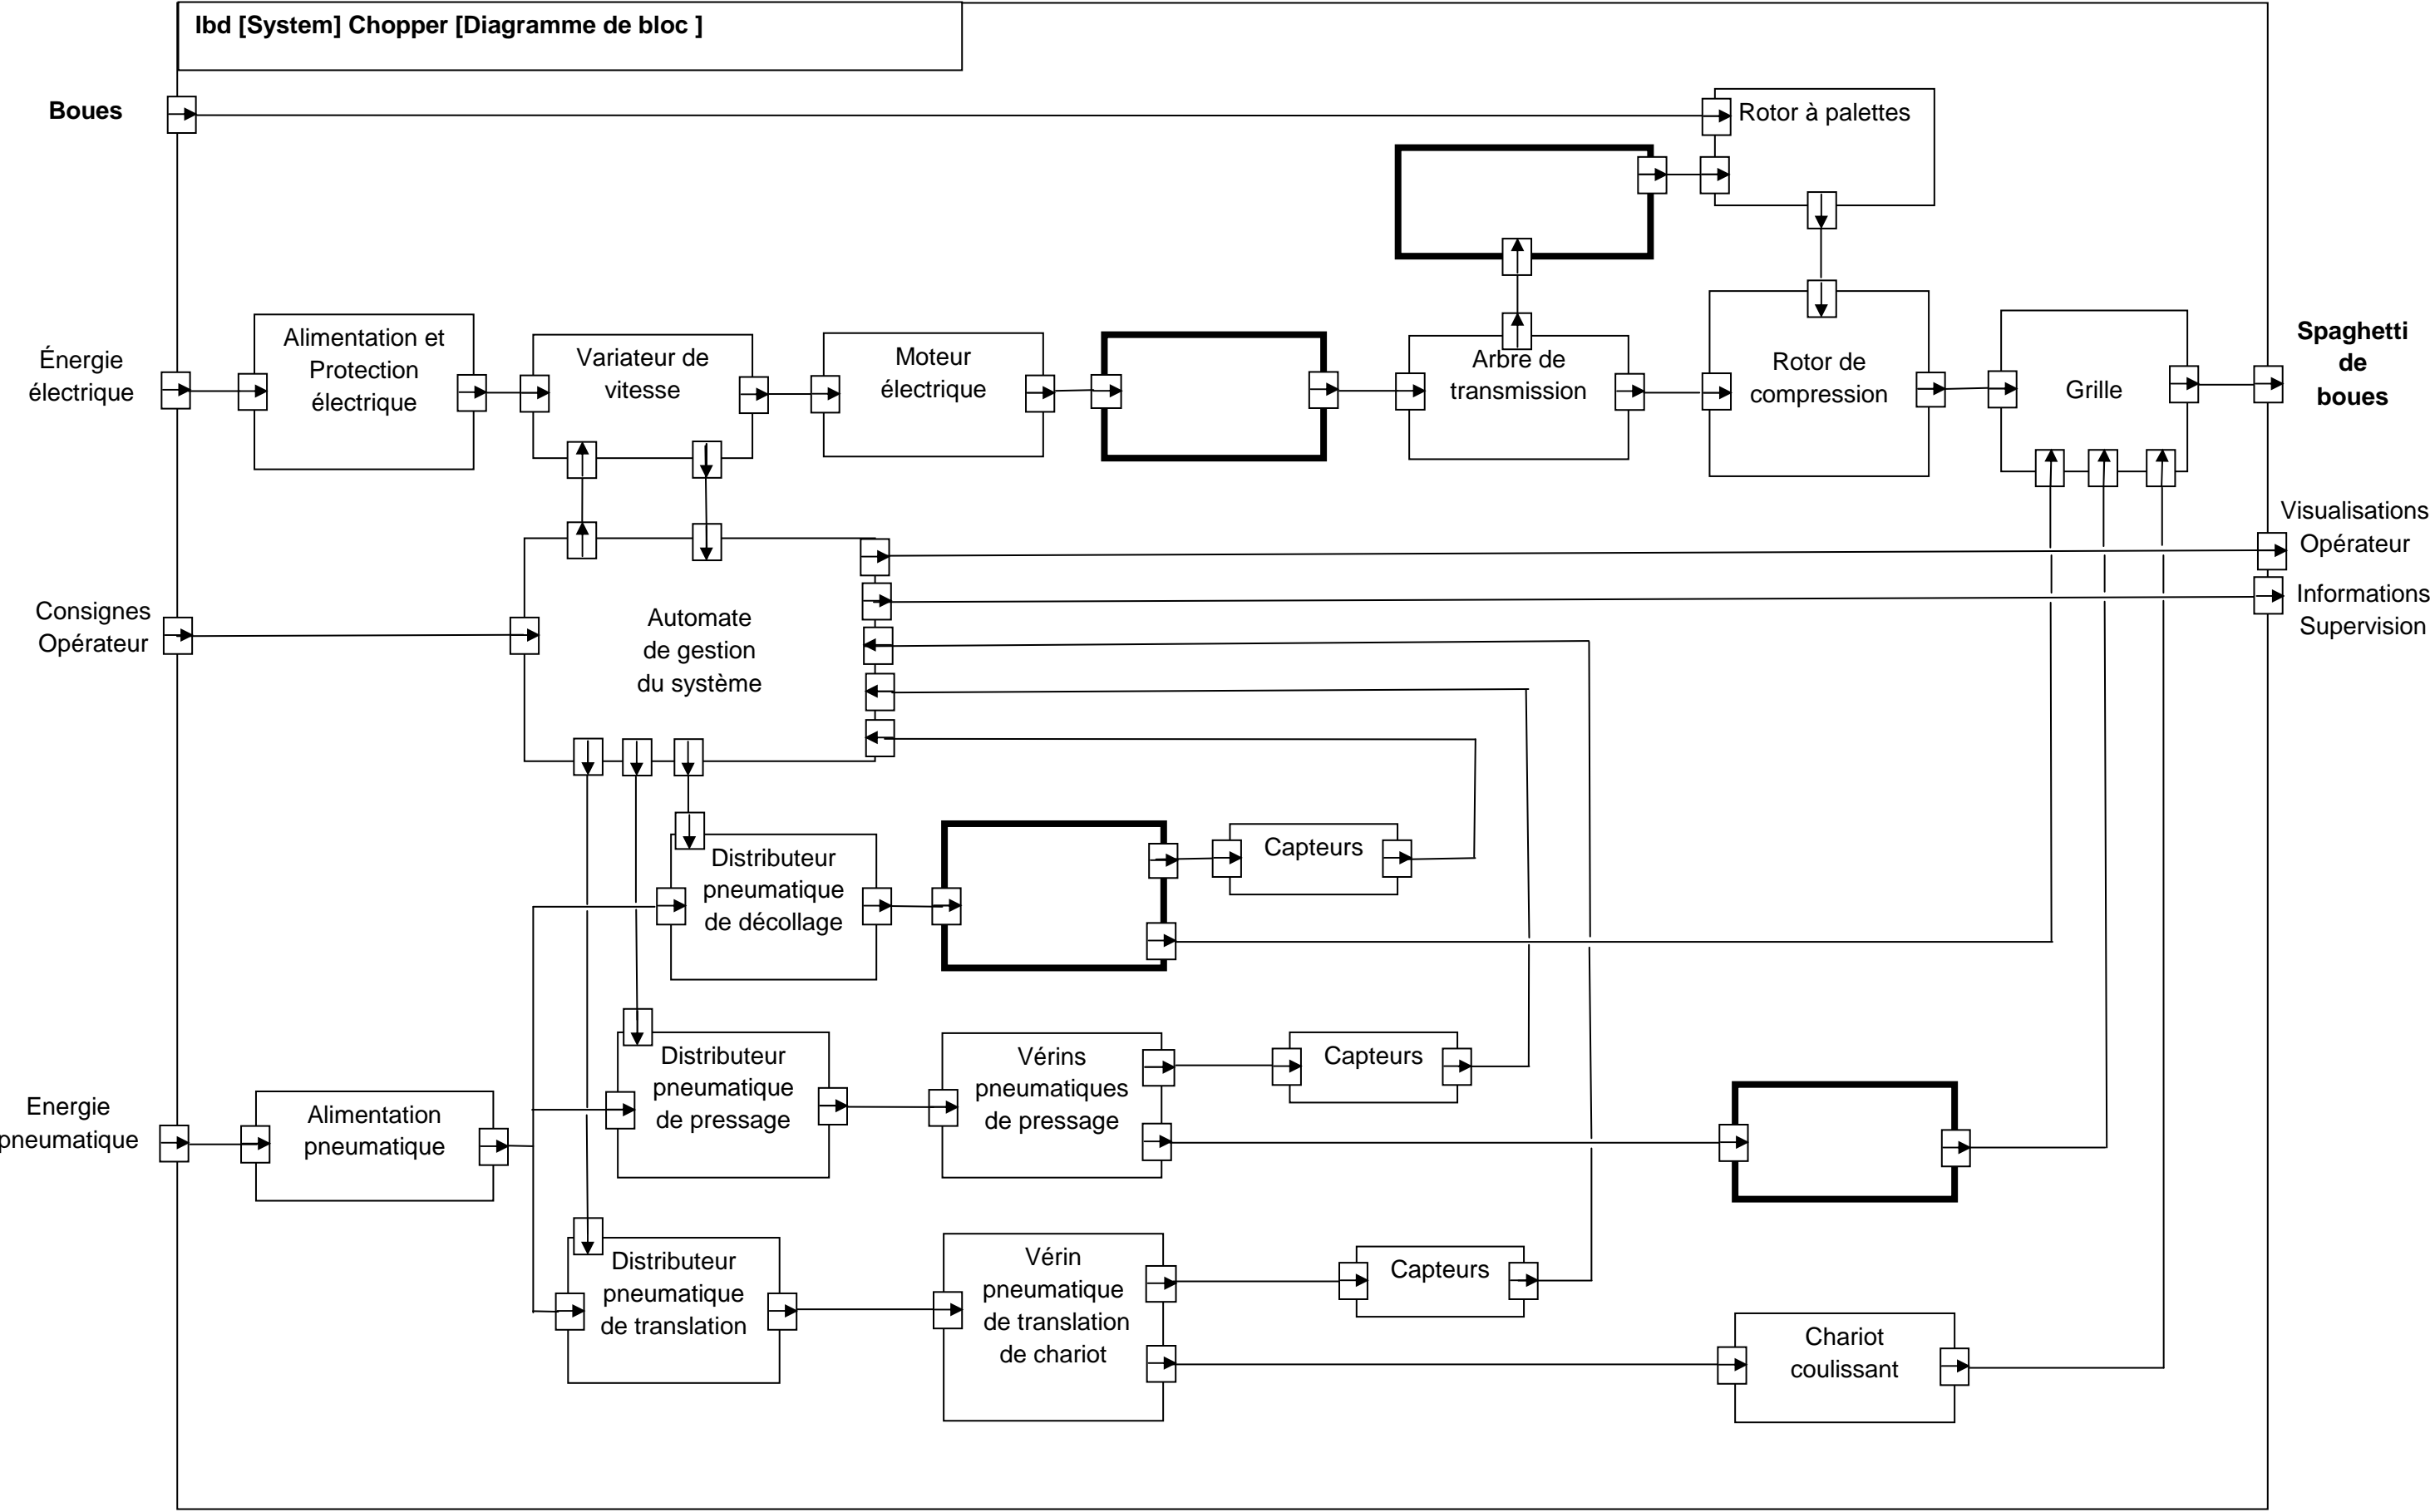 Ibd [System] Chopper [Diagramme de bloc ]
Boues
Rotor à palettes
Énergie
électrique
Alimentation et
Protection
électrique
Variateur de
vitesse
Moteur
électrique
Arbre de
transmission
Rotor de
compression
Grille
Spaghetti
de
boues
Visualisations
Opérateur
Informations
Supervision
Consignes
Opérateur
Automate
de gestion
du système
Distributeur
pneumatique
de décollage
Capteurs
Distributeur
pneumatique
de pressage
Vérins
pneumatiques
de pressage
Capteurs
Energie
pneumatique
Alimentation
pneumatique
Distributeur
pneumatique
de translation
Vérin
pneumatique
de translation
de chariot
Capteurs
Chariot
coulissant